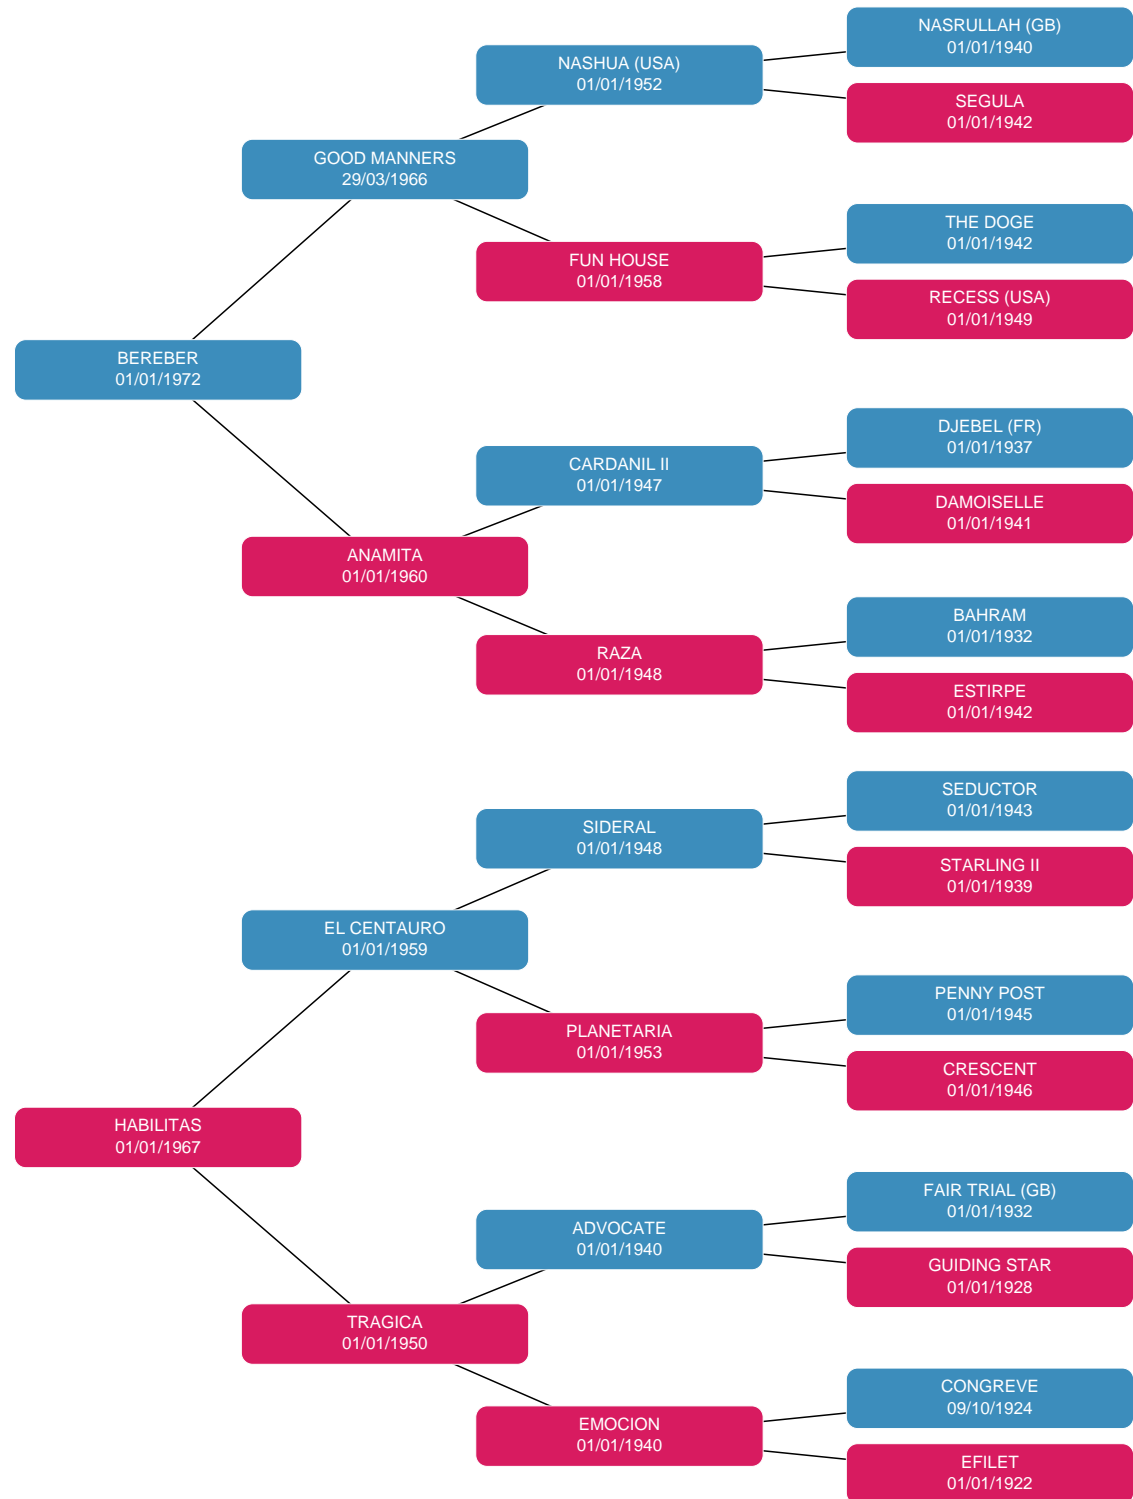 NASRULLAH (GB)
01/01/1940
NASHUA (USA)
01/01/1952
SEGULA
01/01/1942
GOOD MANNERS
29/03/1966
THE DOGE
01/01/1942
FUN HOUSE
01/01/1958
RECESS (USA)
01/01/1949
BEREBER
01/01/1972
DJEBEL (FR)
01/01/1937
CARDANIL II
01/01/1947
DAMOISELLE
01/01/1941
ANAMITA
01/01/1960
BAHRAM
01/01/1932
RAZA
01/01/1948
ESTIRPE
01/01/1942
SEDUCTOR
01/01/1943
SIDERAL
01/01/1948
STARLING II
01/01/1939
EL CENTAURO
01/01/1959
PENNY POST
01/01/1945
PLANETARIA
01/01/1953
CRESCENT
01/01/1946
HABILITAS
01/01/1967
FAIR TRIAL (GB)
01/01/1932
ADVOCATE
01/01/1940
GUIDING STAR
01/01/1928
TRAGICA
01/01/1950
CONGREVE
09/10/1924
EMOCION
01/01/1940
EFILET
01/01/1922